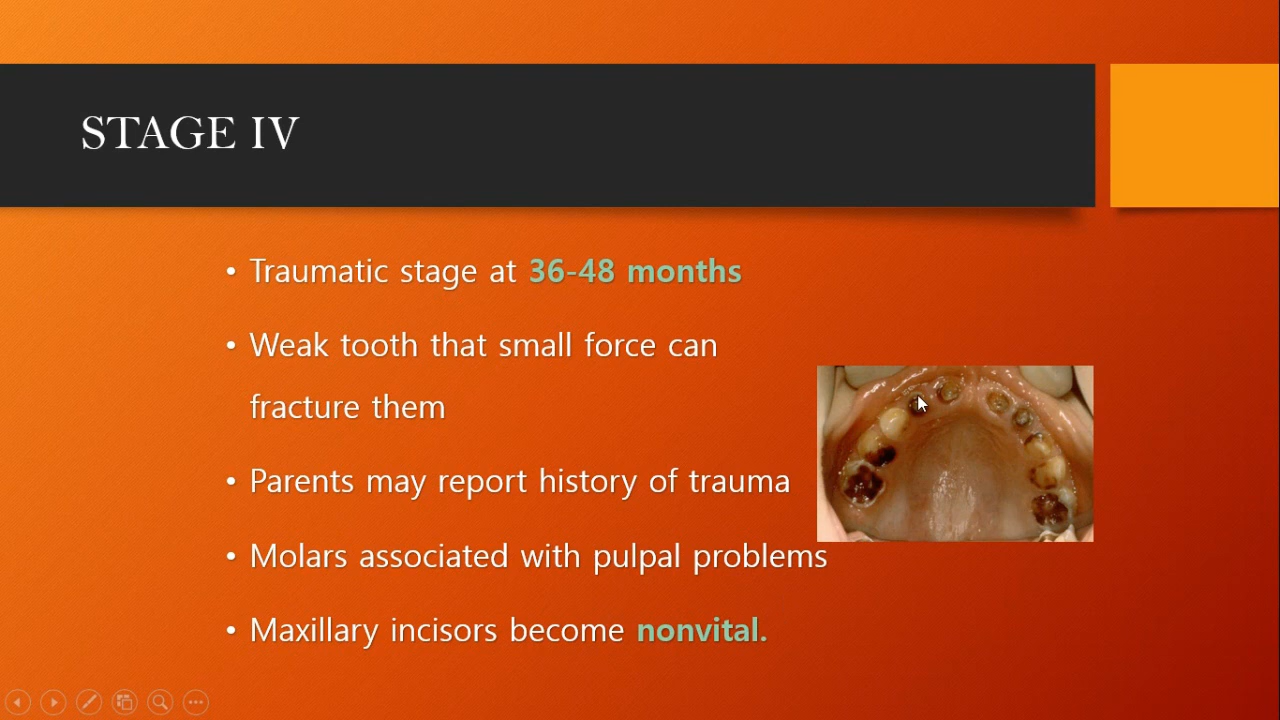 STAGE IV
• Traumatic stage at 36-48 months
• Weak tooth that small force can
fracture them
• Parents may report history of trauma
• Molars associated with pulpal problems
• Maxillary incisors become nonvital.